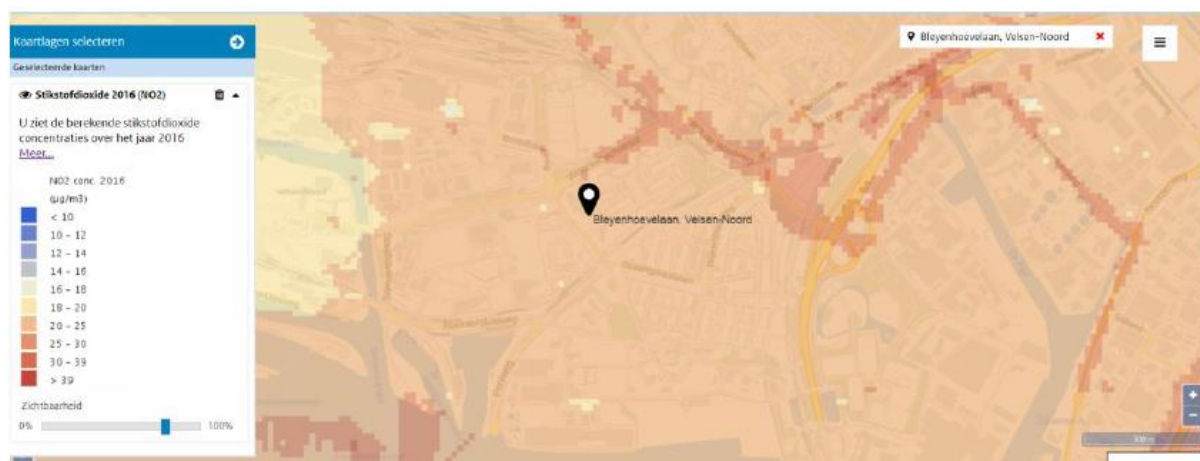 Kaartlagen selecteren
Geselecteerde kaarten
Stikstofdioxide 2016 (NO2)
U ziet de berekende stikstofdioxide
concentraties over het jaar 2016
Meer...
NO2 conc. 2016
(µg/m3)
< 10
10 - 12
12 - 14
14 - 16
16 - 18
18 - 20
20 - 25
25 - 30
30 - 39
> 39
Zichtbaarheid
0%
100%
Bleyenhoevelaan, Velsen-Noord
Bleyenhoevelaan, Velsen-Noord